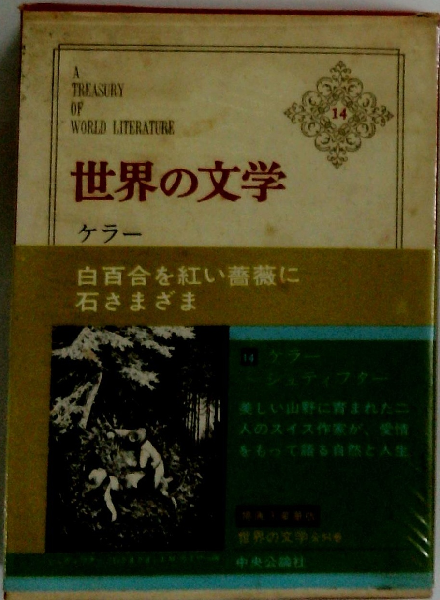 A
TREASURY
OF
WORLD LITERATURE
14
世界の文学
ケラー
白百合を紅い薔薇に
石さまざま
14 ケラー
シュティフター
美しい山野に育まれた二
人のスイス作家が、愛情
をもって語る自然と人生
世界の文学全54巻
中央公論社